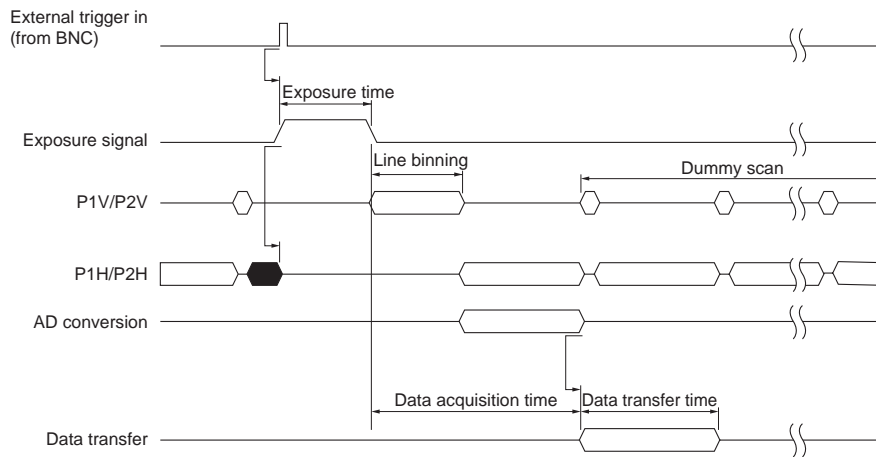 External trigger in
(from BNC)
Exposure time
Exposure signal
Line binning
Dummy scan
P1V/P2V
P1H/P2H
AD conversion
Data acquisition time
Data transfer time
Data transfer